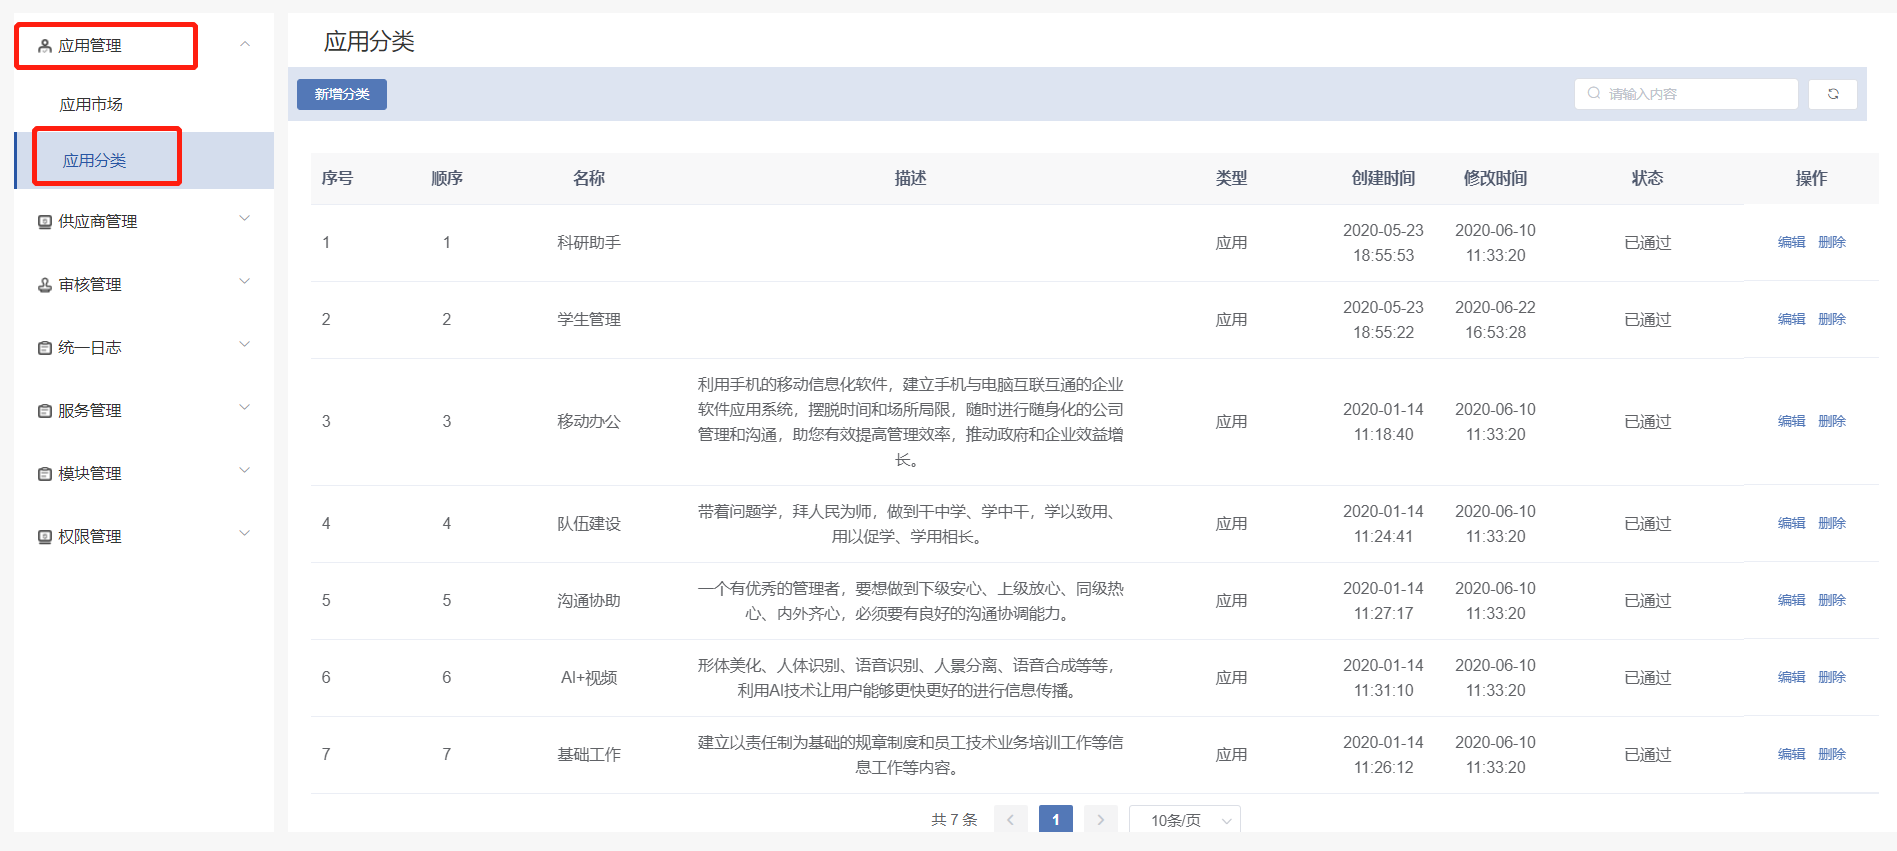 应用管理
应用市场
应用分类
供应商管理
审核管理
统一日志
服务管理
模块管理
权限管理
应用分类
新增分类
请输入内容
序号 顺序 名称 描述 类型 创建时间 修改时间 状态 操作
1 1 科研助手 应用 2020-05-23 18:55:53 2020-06-10 11:33:20 已通过 编辑 删除
2 2 学生管理 应用 2020-05-23 18:55:22 2020-06-22 16:53:28 已通过 编辑 删除
利用手机的移动信息化软件，建立手机与电脑互联互通的企业
软件应用系统，摆脱时间和场所局限，随时进行随身化的公司
管理和沟通，助您有效提高管理效率，推动政府和企业效益增
长。
3 3 移动办公 应用 2020-01-14 11:18:40 2020-06-10 11:33:20 已通过 编辑 删除
带着问题学，拜人民为师，做到干中学、学中干，学以致用、
用以促学、学用相长。
4 4 队伍建设 应用 2020-01-14 11:24:41 2020-06-10 11:33:20 已通过 编辑 删除
一个有优秀的管理者，要想做到下级安心、上级放心、同级热
心、内外齐心，必须要有良好的沟通协调能力。
5 5 沟通协助 应用 2020-01-14 11:27:17 2020-06-10 11:33:20 已通过 编辑 删除
形体美化、人体识别、语音识别、人景分离、语音合成等等，
利用AI技术让用户能够更快更好的进行信息传播。
6 6 AI+视频 应用 2020-01-14 11:31:10 2020-06-10 11:33:20 已通过 编辑 删除
建立以责任制为基础的规章制度和员工技术业务培训工作等信
息工作等内容。
7 7 基础工作 应用 2020-01-14 11:26:12 2020-06-10 11:33:20 已通过 编辑 删除
共 7 条 1 10条/页